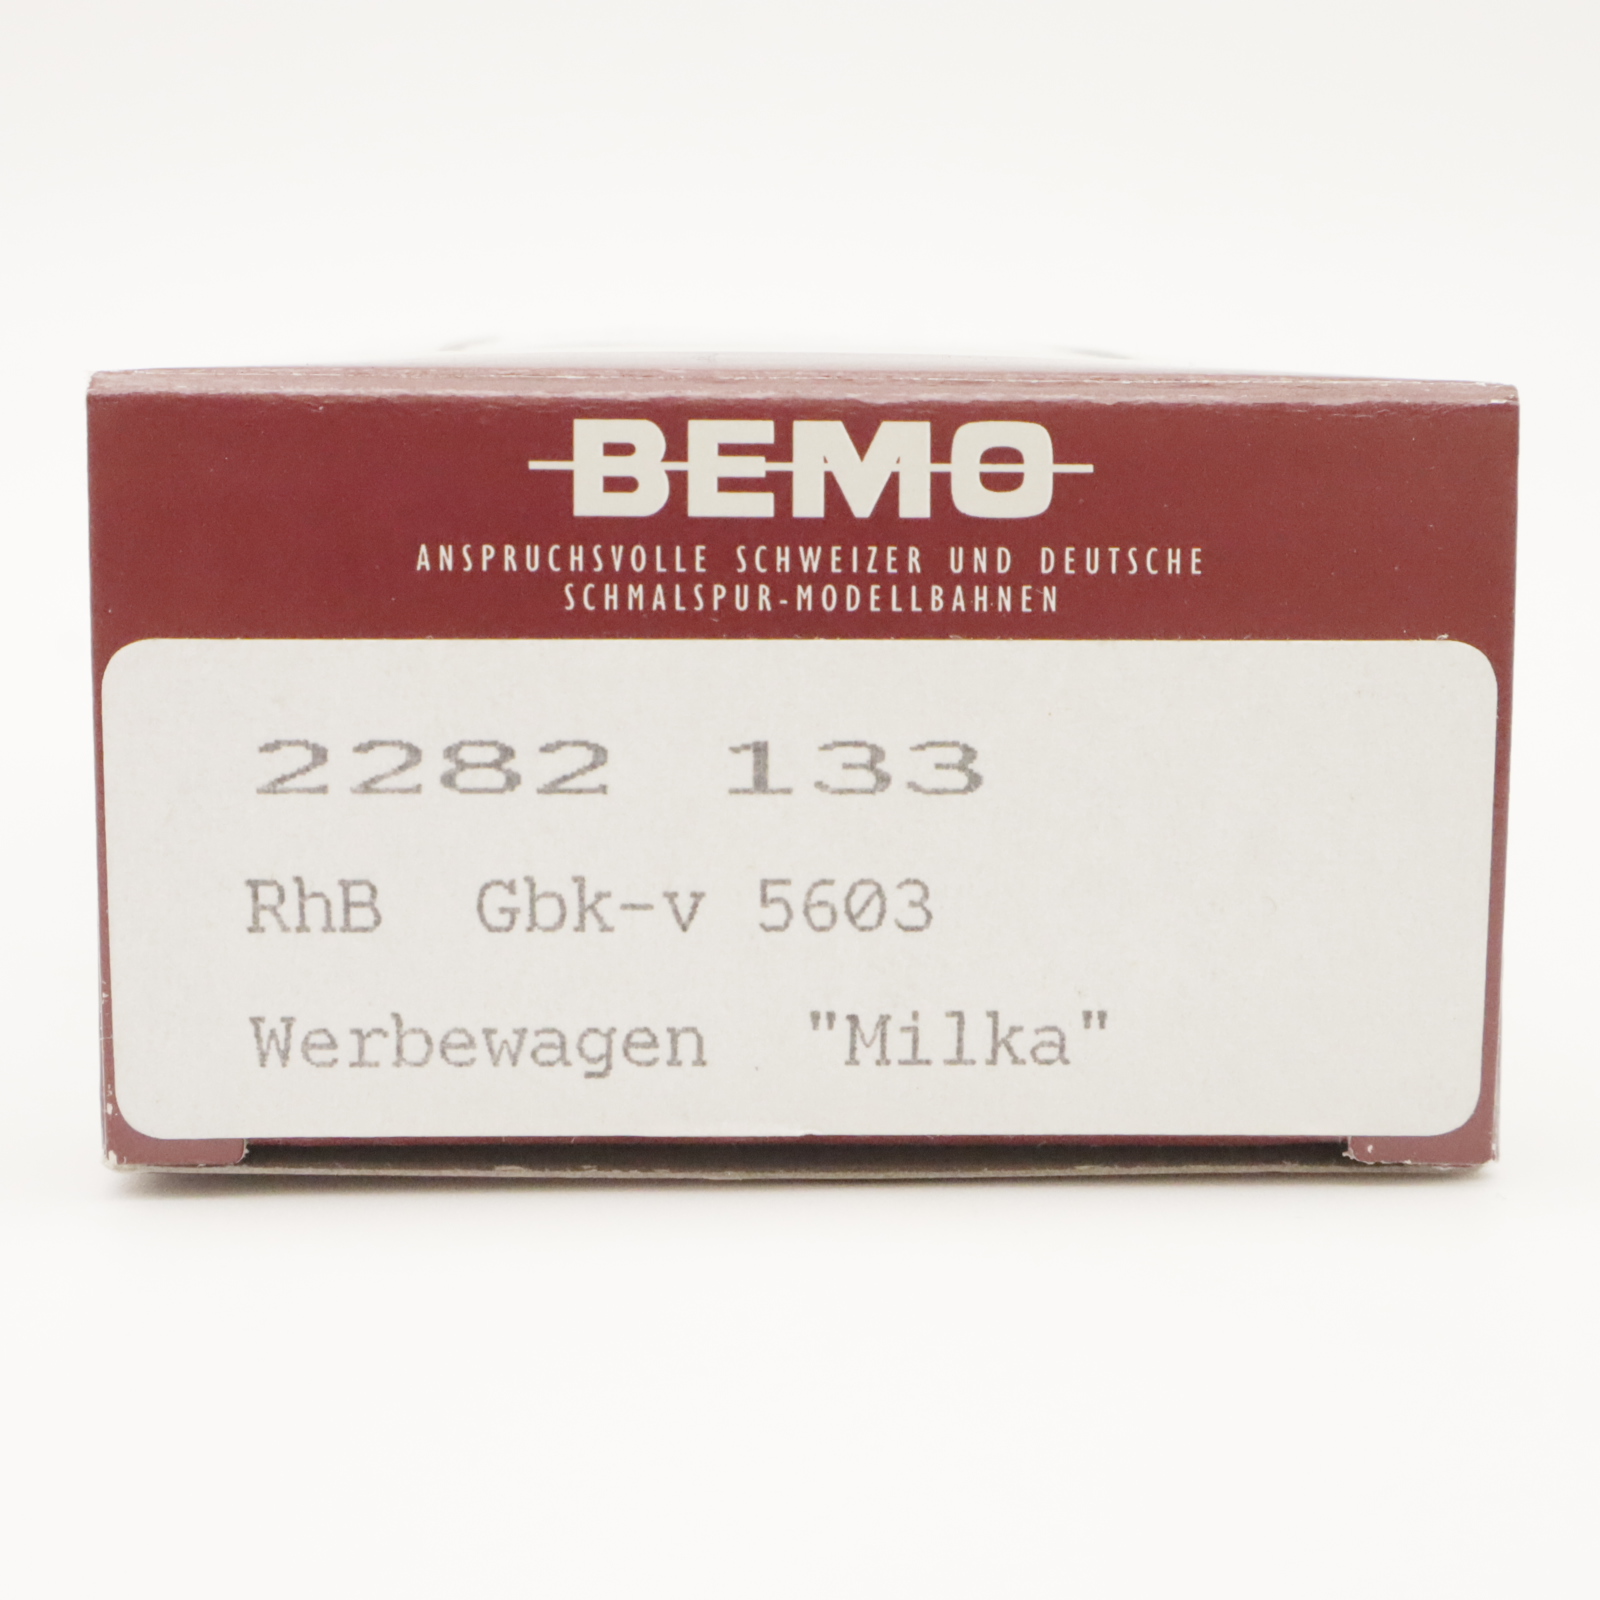 BEMO
ANSPRUCHSVOLLE SCHWEIZER UND DEUTSCHE
SCHMALSPUR-MODELLBAHNEN
2282 133
RhB Gbk-v 5603
Werbewagen "Milka"